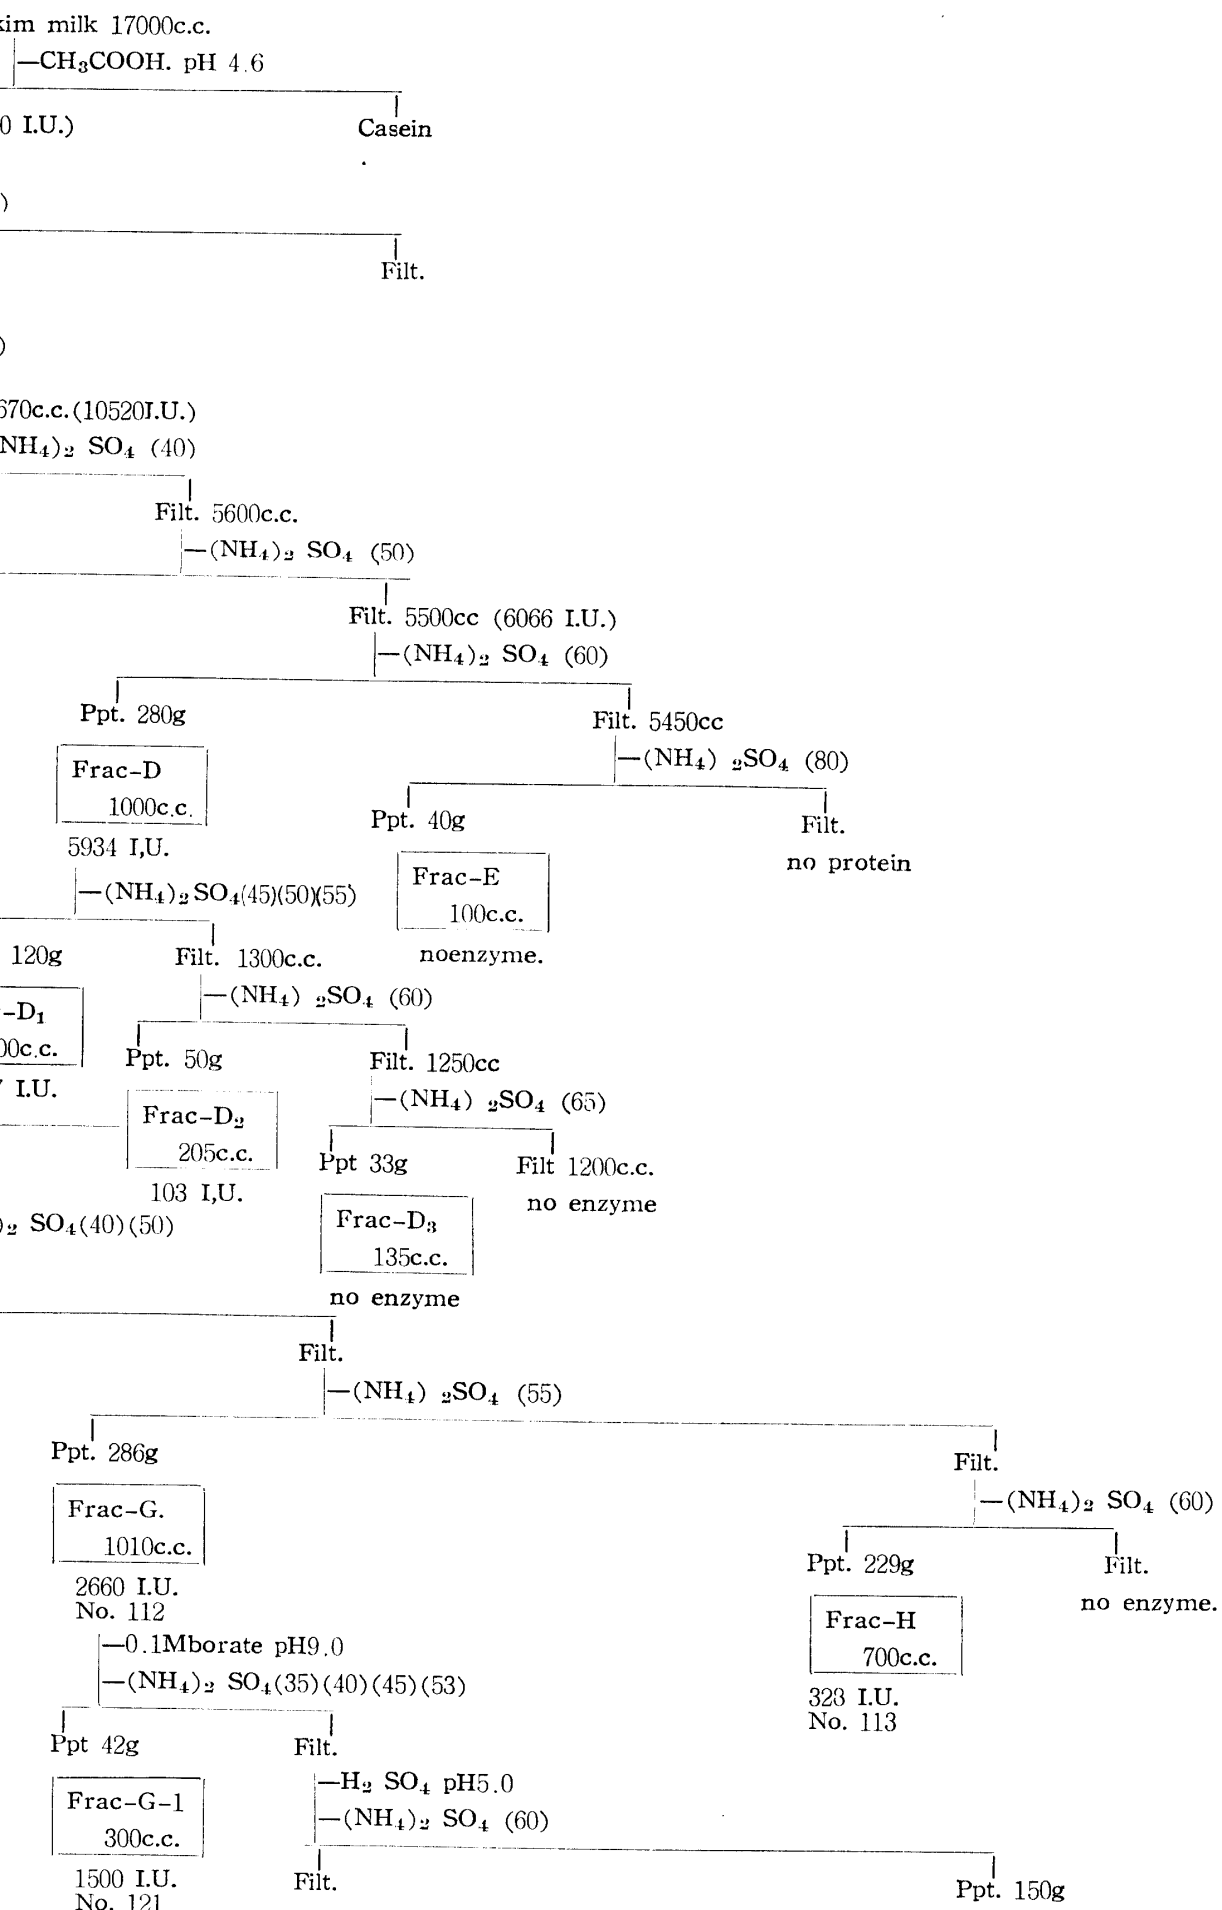 kim milk 17000c.c.
—CH₃COOH. pH 4.6
0 I.U.)
Casein
)
Filt.
)
670c.c.(10520I.U.)
NH₄)₂ SO₄ (40)
Filt. 5600c.c.
—(NH₄)₂ SO₄ (50)
Filt. 5500cc (6066 I.U.)
—(NH₄)₂ SO₄ (60)
Ppt. 280g
Filt. 5450cc
Frac-D
1000c.c.
—(NH₄) ₂SO₄ (80)
5934 I,U.
Ppt. 40g
Filt.
no protein
—(NH₄)₂SO₄(45)(50)(55)
Frac-E
100c.c.
noenzyme.
120g
Filt. 1300c.c.
—(NH₄) ₂SO₄ (60)
-D₁
00c.c.
I.U.
Ppt. 50g
Filt. 1250cc
—(NH₄) ₂SO₄ (65)
Frac-D₂
205c.c.
103 I,U.
Ppt 33g
Filt 1200c.c.
no enzyme
)₂ SO₄(40)(50)
Frac-D₃
135c.c.
no enzyme
Filt.
—(NH₄) ₂SO₄ (55)
Ppt. 286g
Filt.
Frac-G.
1010c.c.
—(NH₄)₂ SO₄ (60)
2660 I.U.
No. 112
Ppt. 229g
Filt.
no enzyme.
—0.1Mborate pH9.0
—(NH₄)₂ SO₄(35)(40)(45)(53)
Frac-H
700c.c.
323 I.U.
No. 113
Ppt 42g
Filt.
—H₂ SO₄ pH5.0
—(NH₄)₂ SO₄ (60)
Frac-G-1
300c.c.
1500 I.U.
No. 121
Filt.
Ppt. 150g